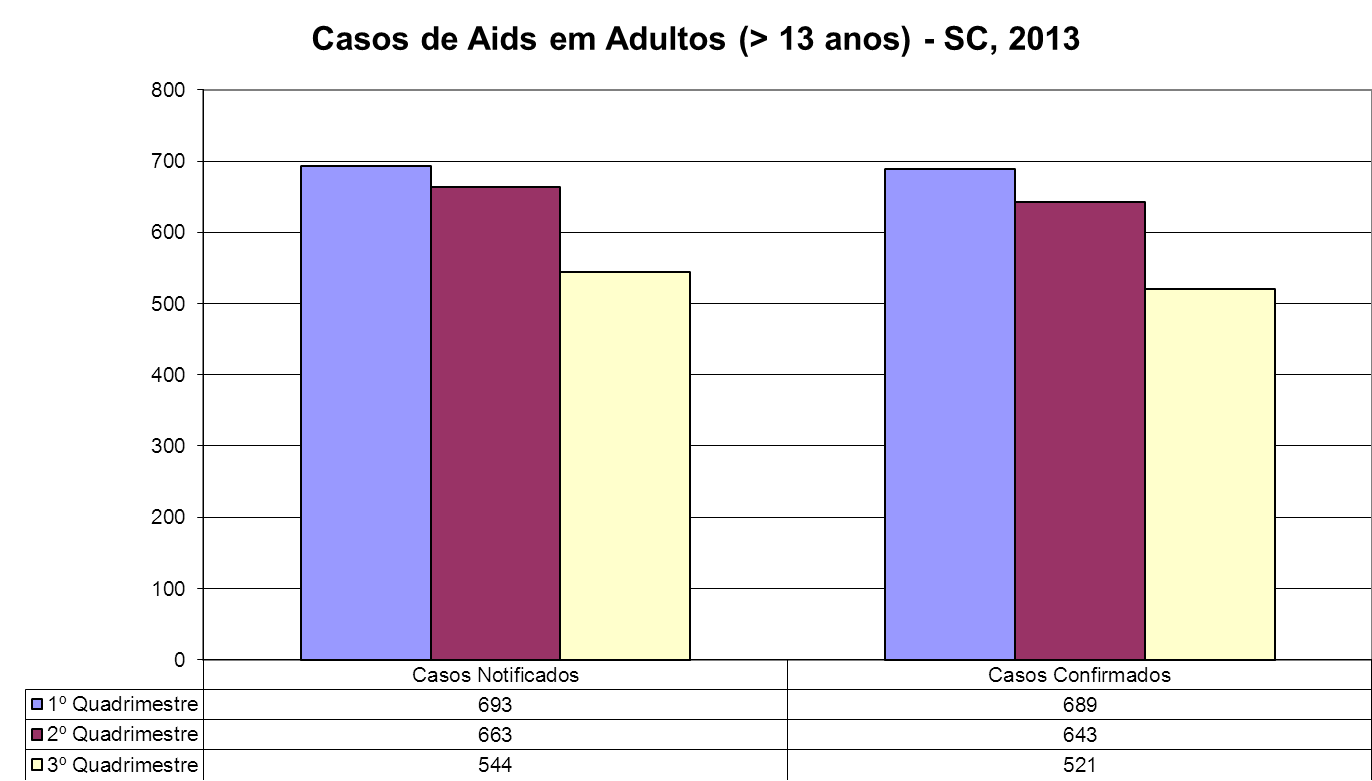 Casos de Aids em Adultos (> 13 anos) - SC, 2013
800
700
600
500
400
300
200
100
0
Casos Notificados Casos Confirmados
1º Quadrimestre 693 689
2º Quadrimestre 663 643
3º Quadrimestre 544 521